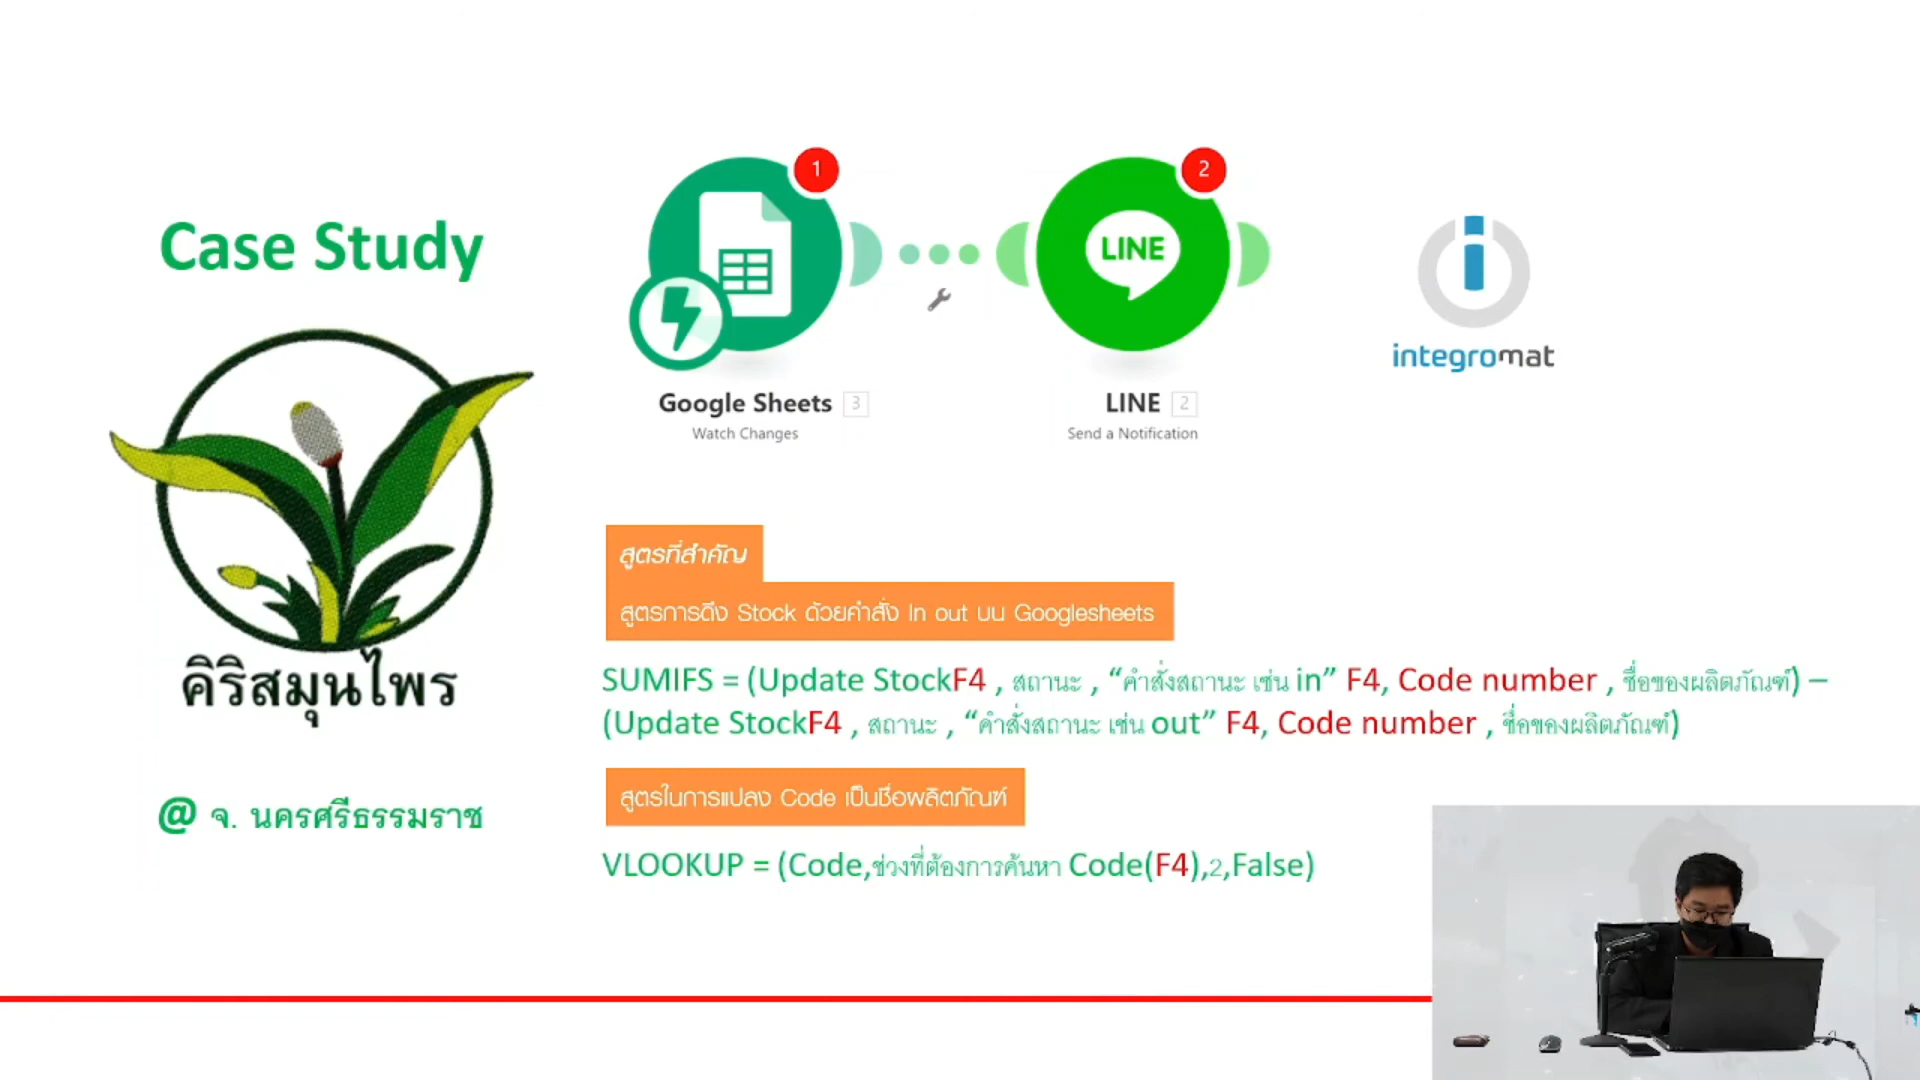 Case Study
คิริสมุนไพร
@ จ. นครศรีธรรมราช
1
2
LINE
Google Sheets 3
Watch Changes
LINE 2
Send a Notification
integromat
สูตรที่สำคัญ
สูตรการดึง Stock ด้วยคำสั่ง In out บน Googlesheets
SUMIFS = (Update StockF4 , สถานะ , “คำสั่งสถานะ เช่น in” F4, Code number , ชื่อของผลิตภัณฑ์) –
(Update StockF4 , สถานะ , “คำสั่งสถานะ เช่น out” F4, Code number , ชื่อของผลิตภัณฑ์)
สูตรในการแปลง Code เป็นชื่อผลิตภัณฑ์
VLOOKUP = (Code,ช่วงที่ต้องการค้นหา Code(F4),2,False)